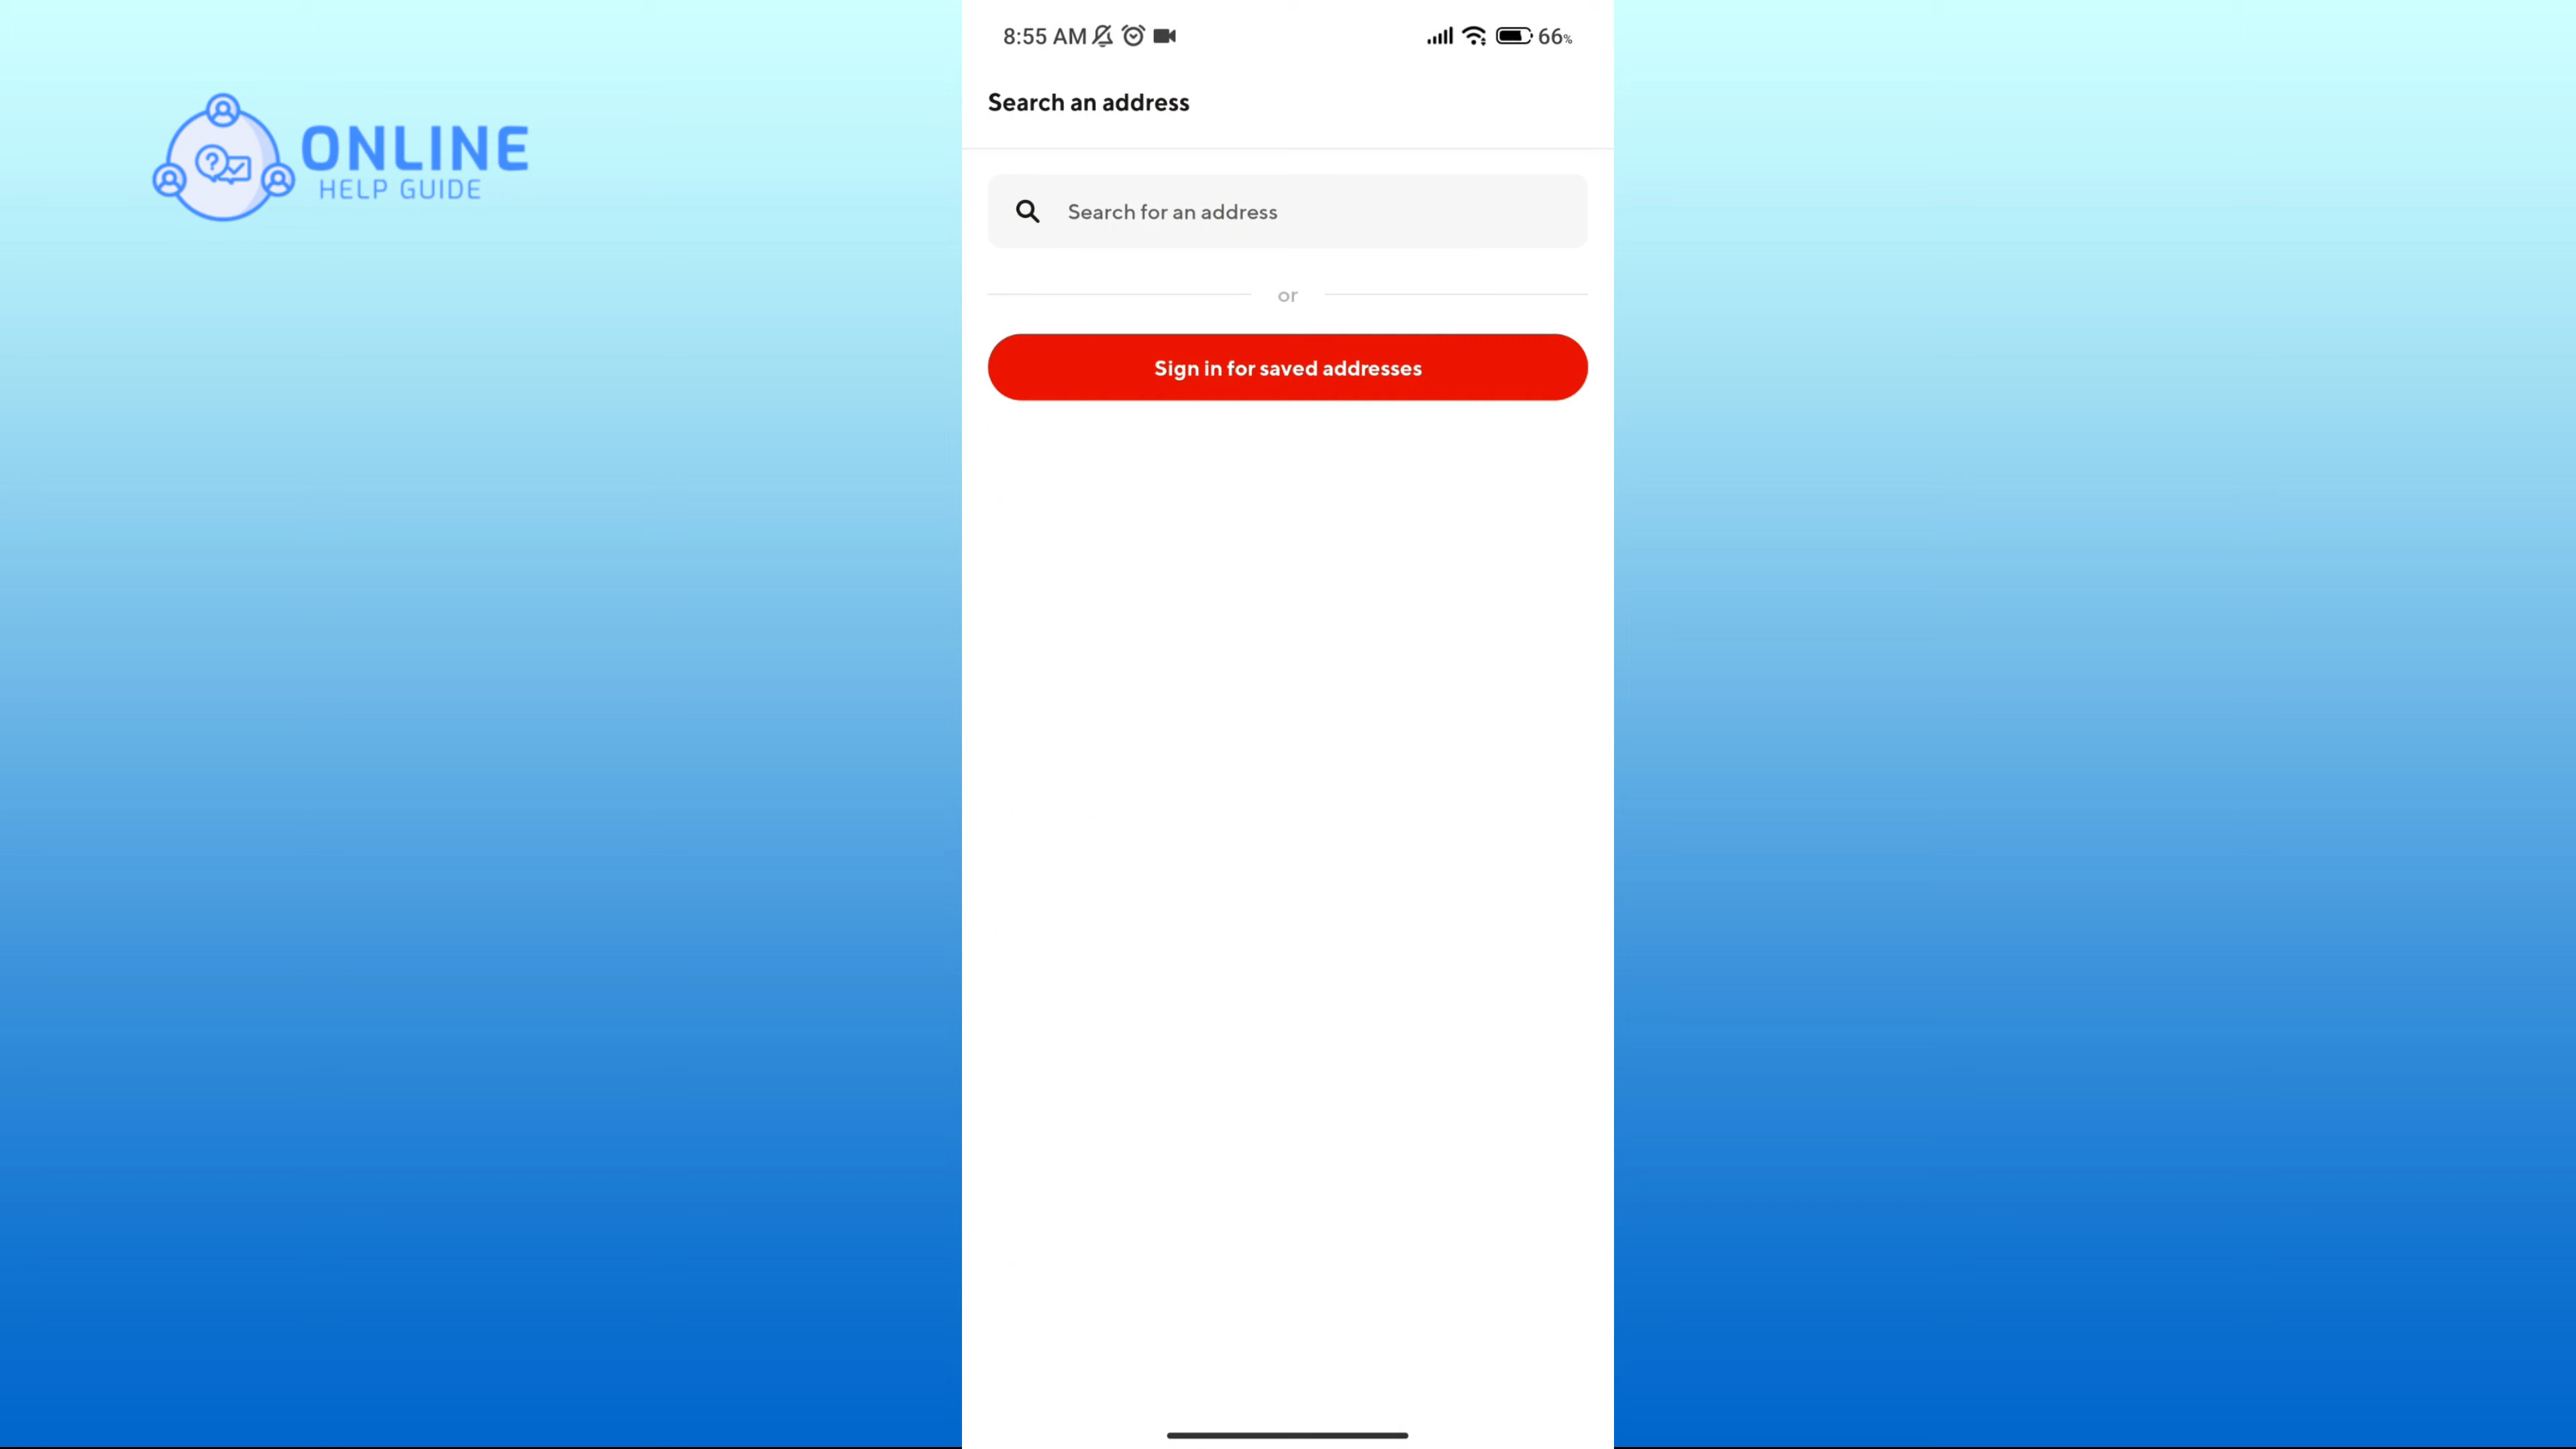 ONLINE
HELP GUIDE
8:55 AM
66%
Search an address
Search for an address
or
Sign in for saved addresses